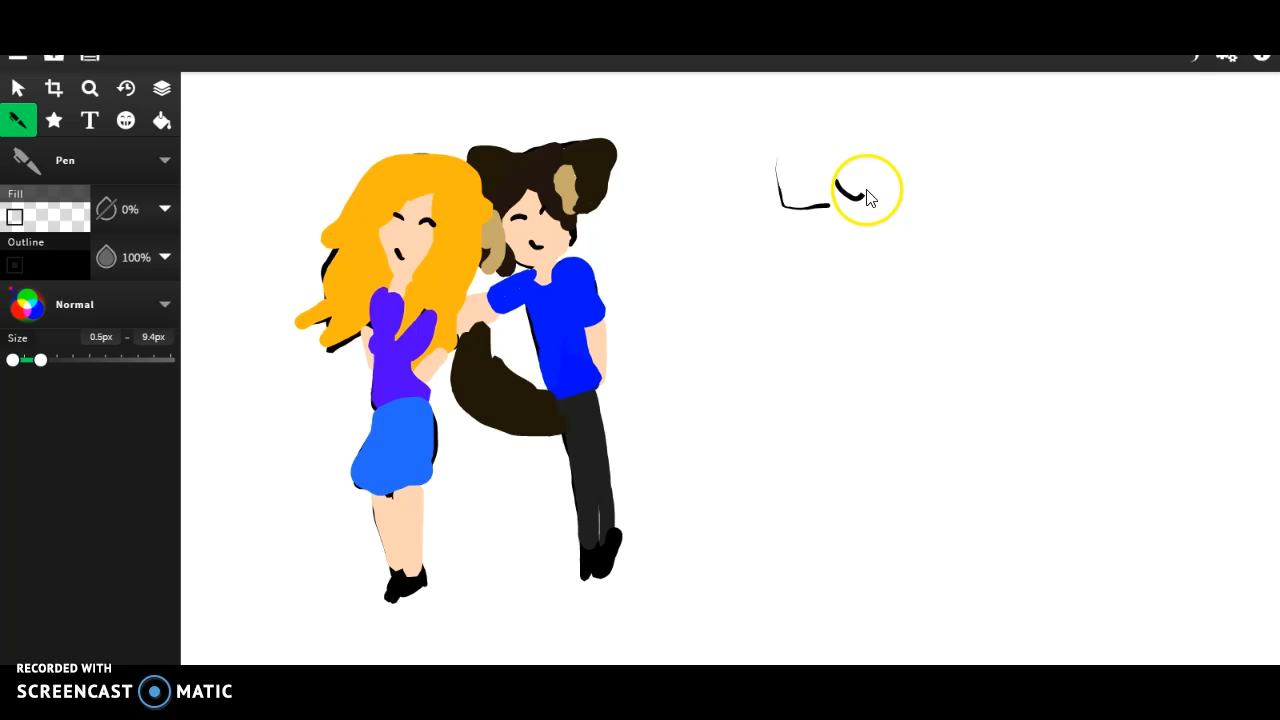 T
Pen
Fill
0%
Outline
100%
Normal
Size
0.5px – 9.4px
L
RECORDED WITH
SCREENCAST MATIC